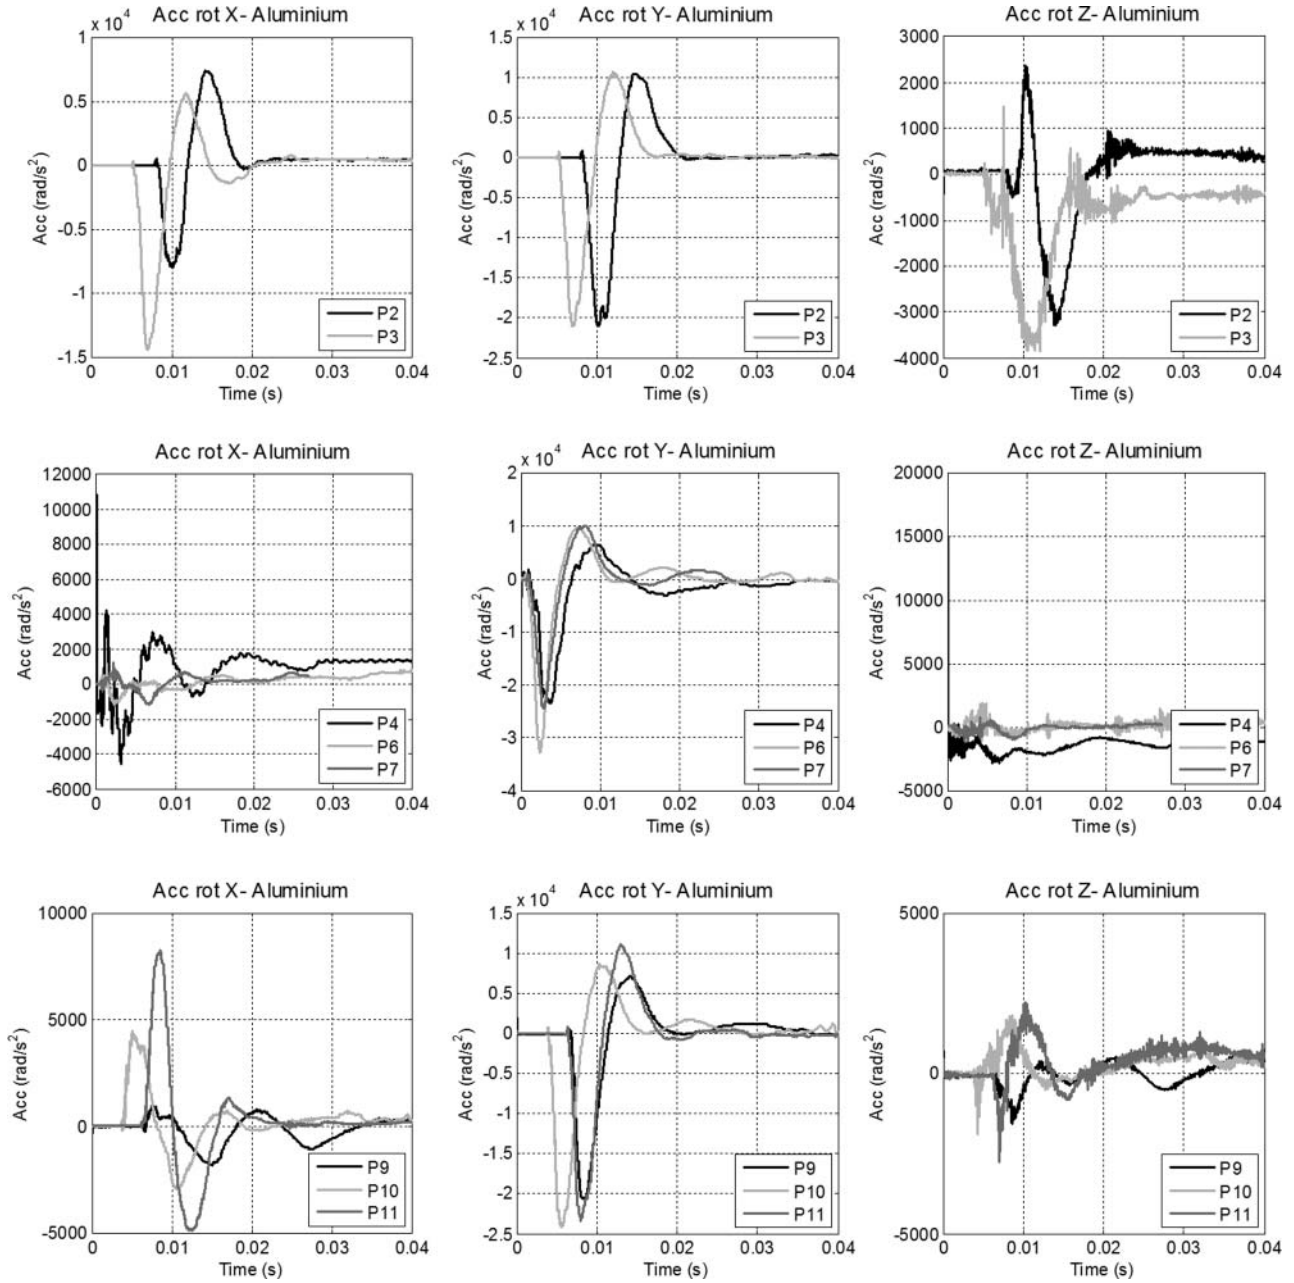 Acc rot X- Aluminium
x 10^4
1
0.5
0
-0.5
-1
-1.5
Acc (rad/s²)
P2
P3
0 0.01 0.02 0.03 0.04
Time (s)
Acc rot Y- Aluminium
x 10^4
1.5
1
0.5
0
-0.5
-1
-1.5
-2
-2.5
Acc (rad/s²)
P2
P3
0 0.01 0.02 0.03 0.04
Time (s)
Acc rot Z- Aluminium
3000
2000
1000
0
-1000
-2000
-3000
-4000
Acc (rad/s²)
P2
P3
0 0.01 0.02 0.03 0.04
Time (s)
Acc rot X- Aluminium
12000
10000
8000
6000
4000
2000
0
-2000
-4000
-6000
Acc (rad/s²)
P4
P6
P7
0 0.01 0.02 0.03 0.04
Time (s)
Acc rot Y- Aluminium
x 10^4
2
1
0
-1
-2
-3
-4
Acc (rad/s²)
P4
P6
P7
0 0.01 0.02 0.03 0.04
Time (s)
Acc rot Z- Aluminium
20000
15000
10000
5000
0
-5000
Acc (rad/s²)
P4
P6
P7
0 0.01 0.02 0.03 0.04
Time (s)
Acc rot X- Aluminium
10000
5000
0
-5000
Acc (rad/s²)
P9
P10
P11
0 0.01 0.02 0.03 0.04
Time (s)
Acc rot Y- Aluminium
x 10^4
1.5
1
0.5
0
-0.5
-1
-1.5
-2
-2.5
Acc (rad/s²)
P9
P10
P11
0 0.01 0.02 0.03 0.04
Time (s)
Acc rot Z- Aluminium
5000
0
-5000
Acc (rad/s²)
P9
P10
P11
0 0.01 0.02 0.03 0.04
Time (s)